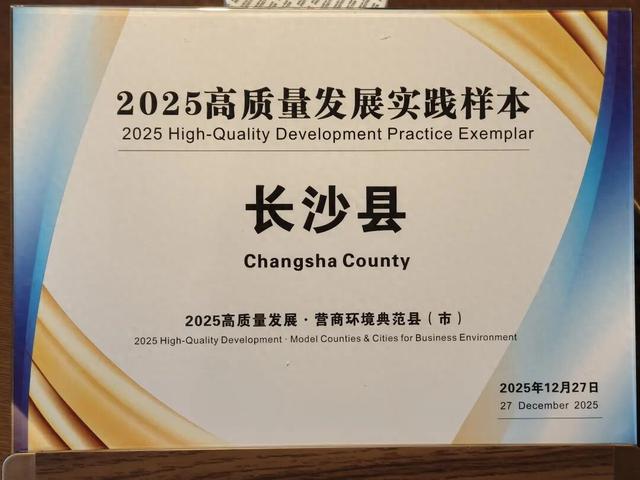 2025高质量发展实践样本
2025 High-Quality Development Practice Exemplar
长沙县
Changsha County
2025高质量发展·营商环境典范县（市）
2025 High-Quality Development · Model Counties & Cities for Business Environment
2025年12月27日
27 December 2025